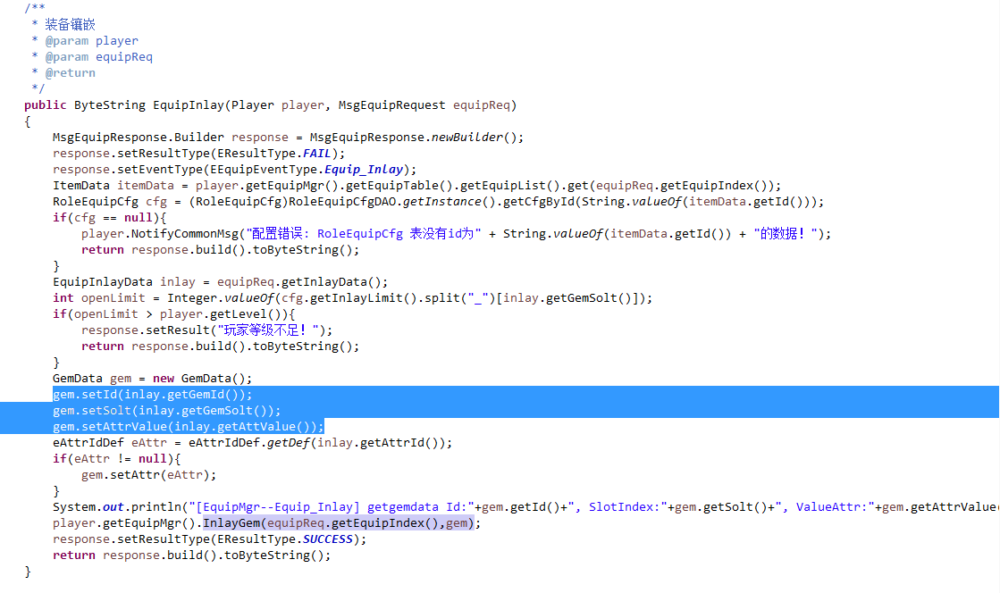 /**
 * 装备镶嵌
 * @param player
 * @param equipReq
 * @return
 */
public ByteString EquipInlay(Player player, MsgEquipRequest equipReq)
{
    MsgEquipResponse.Builder response = MsgEquipResponse.newBuilder();
    response.setResultType(EResultType.FAIL);
    response.setEventType(EEquipEventType.Equip_Inlay);
    ItemData itemData = player.getEquipMgr().getEquipTable().getEquipList().get(equipReq.getEquipIndex());
    RoleEquipCfg cfg = (RoleEquipCfg)RoleEquipCfgDAO.getInstance().getCfgById(String.valueOf(itemData.getId()));
    if(cfg == null){
        player.NotifyCommonMsg("配置错误: RoleEquipCfg 表没有id为" + String.valueOf(itemData.getId()) + "的数据！");
        return response.build().toByteString();
    }
    EquipInlayData inlay = equipReq.getInlayData();
    int openLimit = Integer.valueOf(cfg.getInlayLimit().split("_")[inlay.getGemSolt()]);
    if(openLimit > player.getLevel()){
        response.setResult("玩家等级不足！");
        return response.build().toByteString();
    }
    GemData gem = new GemData();
    gem.setId(inlay.getGemId());
    gem.setSolt(inlay.getGemSolt());
    gem.setAttrValue(inlay.getAttValue());
    eAttrIdDef eAttr = eAttrIdDef.getDef(inlay.getAttrId());
    if(eAttr != null){
        gem.setAttr(eAttr);
    }
    System.out.println("[EquipMgr--Equip_Inlay] getgemdata Id:"+gem.getId()+", SlotIndex:"+gem.getSolt()+", ValueAttr:"+gem.getAttrValue
    player.getEquipMgr().InlayGem(equipReq.getEquipIndex(),gem);
    response.setResultType(EResultType.SUCCESS);
    return response.build().toByteString();
}